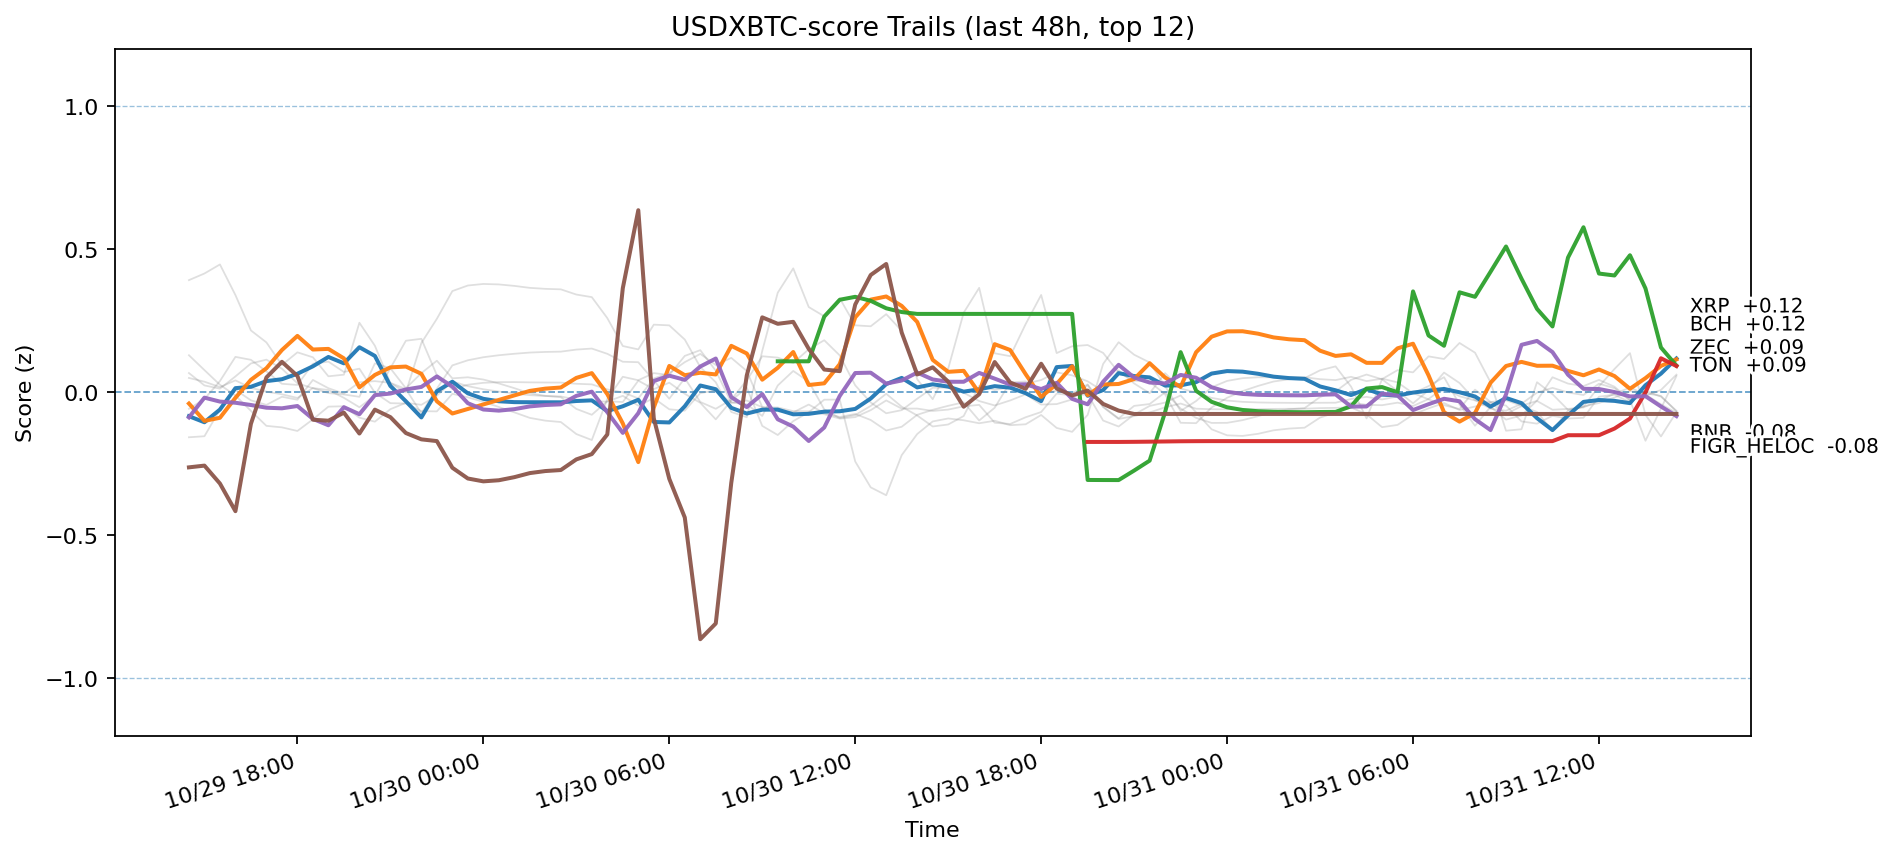 USDXBTC-score Trails (last 48h, top 12)
1.0
0.5
0.0
−0.5
−1.0
Score (z)
XRP +0.12
BCH +0.12
ZEC +0.09
TON +0.09
BNB -0.08
FIGR_HELOC -0.08
10/29 18:00
10/30 00:00
10/30 06:00
10/30 12:00
10/30 18:00
10/31 00:00
10/31 06:00
10/31 12:00
Time